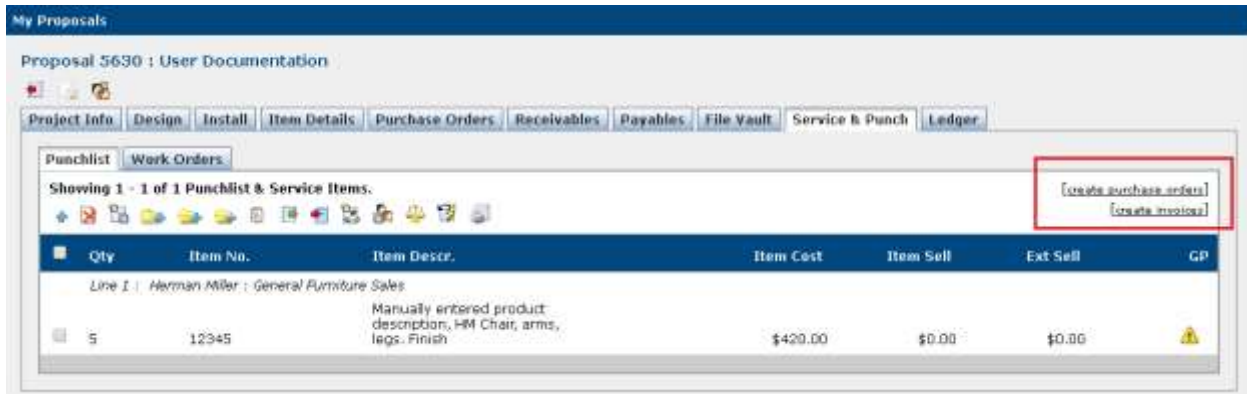 My Proposals
Proposal 5630 : User Documentation
Project Info Design Install Item Details Purchase Orders Receivables Payables File Vault Service & Punch Ledger
Punchlist Work Orders
Showing 1 - 1 of 1 Punchlist & Service Items.
[create purchase orders]
[create invoices]
Qty Item No. Item Descr. Item Cost Item Sell Ext Sell GP
Line 1 : Herman Miller : General Furniture Sales
Manually entered product
description, HM Chair, arms,
5 12345 legs. Finish $420.00 $0.00 $0.00